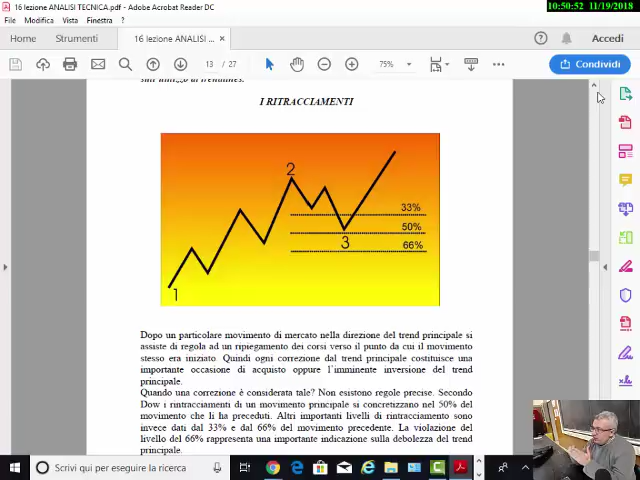 16 lezione ANALISI TECNICA.pdf - Adobe Acrobat Reader DC
10:50:52 11/19/2018
File Modifica Vista Finestra ?
Home Strumenti 16 lezione ANALISI ... × Accedi
13 / 27 75% Condividi
I RITRACCIAMENTI
2
33%
50%
3
66%
1
Dopo un particolare movimento di mercato nella direzione del trend principale si
assiste di regola ad un ripiegamento dei corsi verso il punto da cui il movimento
stesso era iniziato. Quindi ogni correzione dal trend principale costituisce una
importante occasione di acquisto oppure l'imminente inversione del trend
principale.
Quando una correzione è considerata tale? Non esistono regole precise. Secondo
Dow i ritracciamenti di un movimento principale si concretizzano nel 50% del
movimento che li ha preceduti. Altri importanti livelli di ritracciamento sono
invece dati dal 33% e dal 66% del movimento precedente. La violazione del
livello del 66% rappresenta una importante indicazione sulla debolezza del trend
principale.
Scrivi qui per eseguire la ricerca